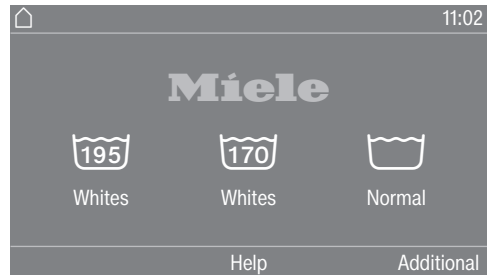 11:02
Miele
195 170
Whites Whites Normal
Help Additional